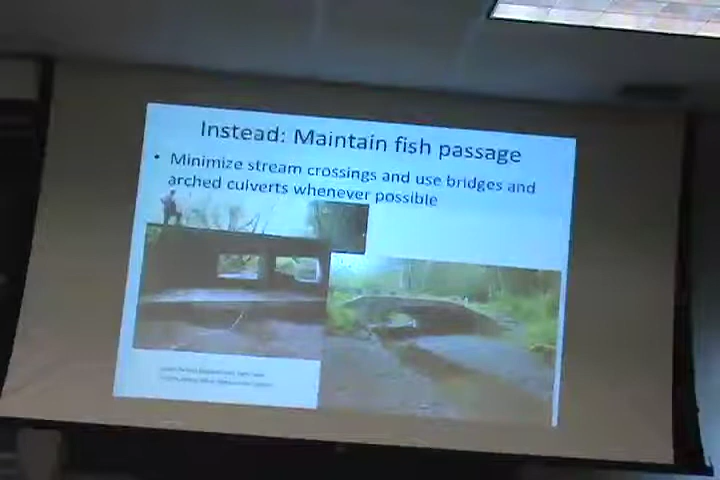 Instead: Maintain fish passage
• Minimize stream crossings and use bridges and
arched culverts whenever possible